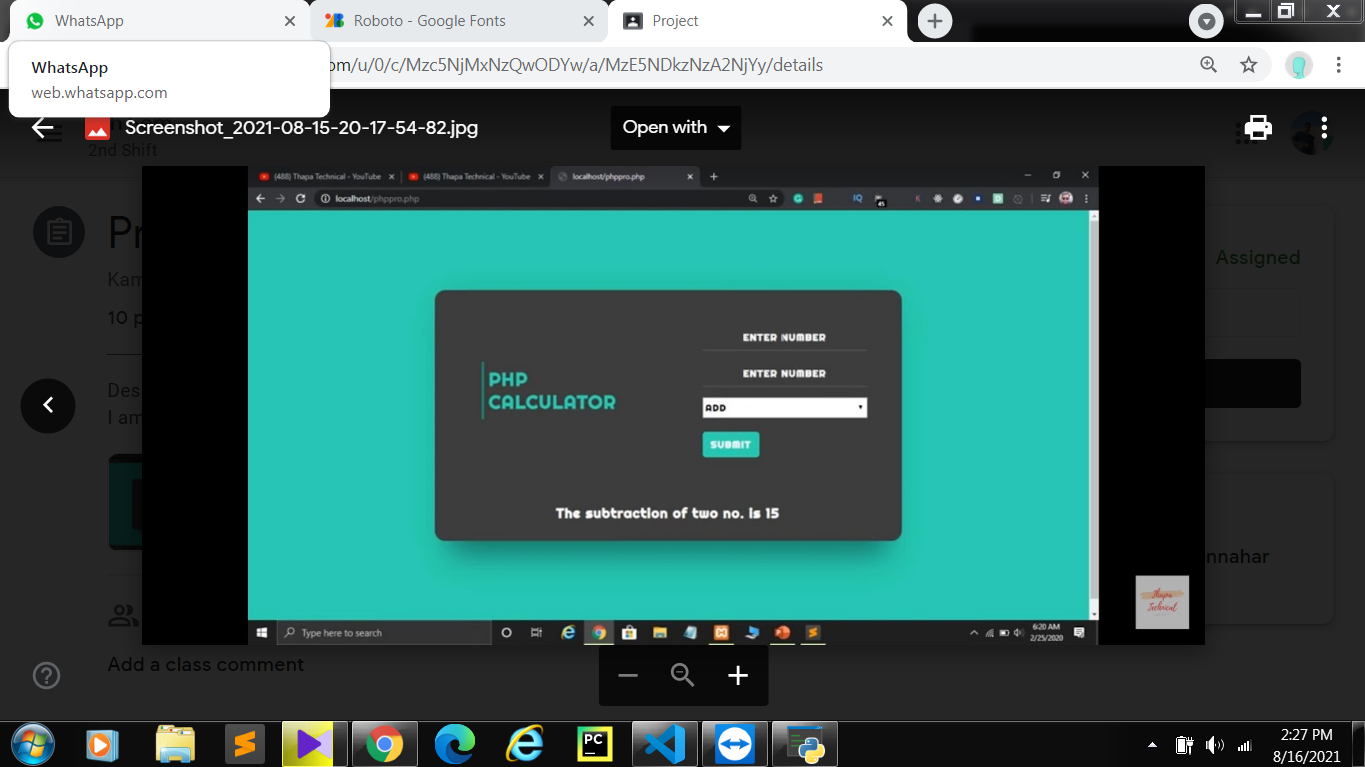 WhatsApp
Roboto - Google Fonts
Project
WhatsApp
web.whatsapp.com
om/u/0/c/Mzc5NjMxNzQwODYw/a/MzE5NDkzNzA2NjYy/details
Screenshot_2021-08-15-20-17-54-82.jpg
Open with
2nd Shift
(488) Thapa Technical - YouTube
(488) Thapa Technical - YouTube
localhost/phppro.php
localhost/phppro.php
IQ
45
Pr
Kam
10 p
Assigned
ENTER NUMBER
ENTER NUMBER
PHP
CALCULATOR
ADD
SUBMIT
Des
I am
The subtraction of two no. is 15
nnahar
Thapa
Technical
Type here to search
6:20 AM
2/25/2020
Add a class comment
PC
2:27 PM
8/16/2021